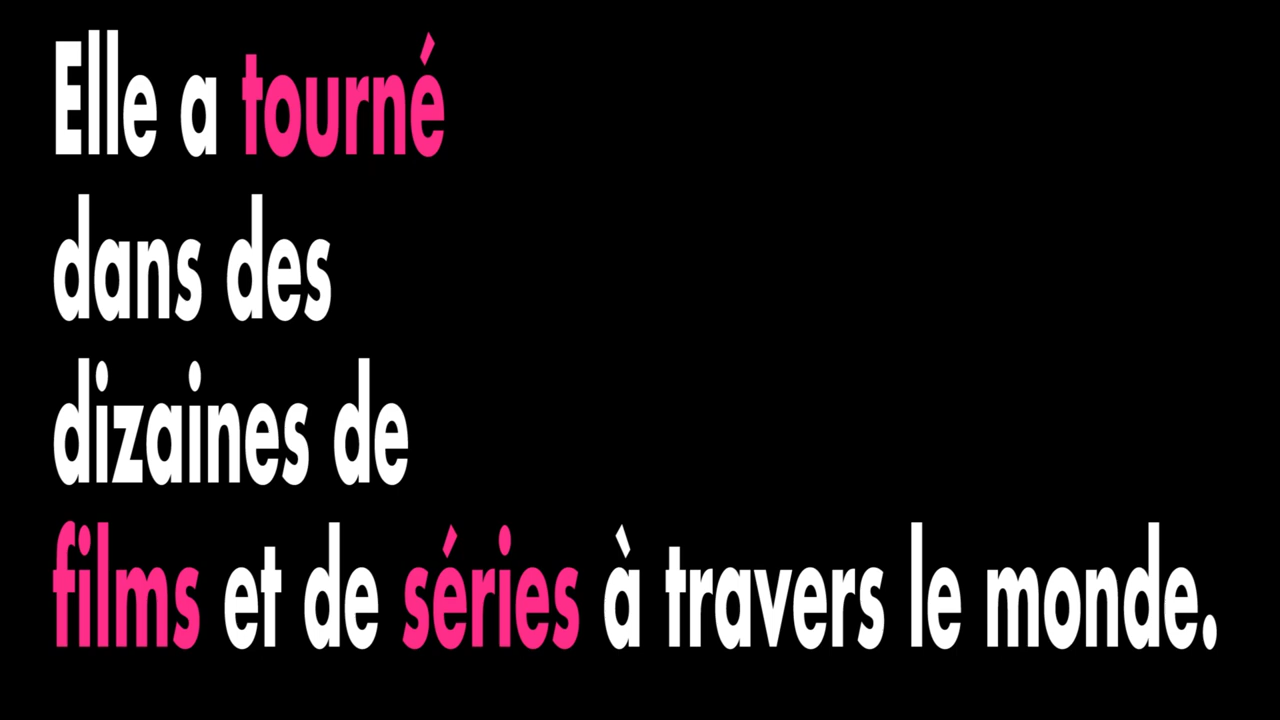 Elle a tourné
dans des
dizaines de
films et de séries à travers le monde.